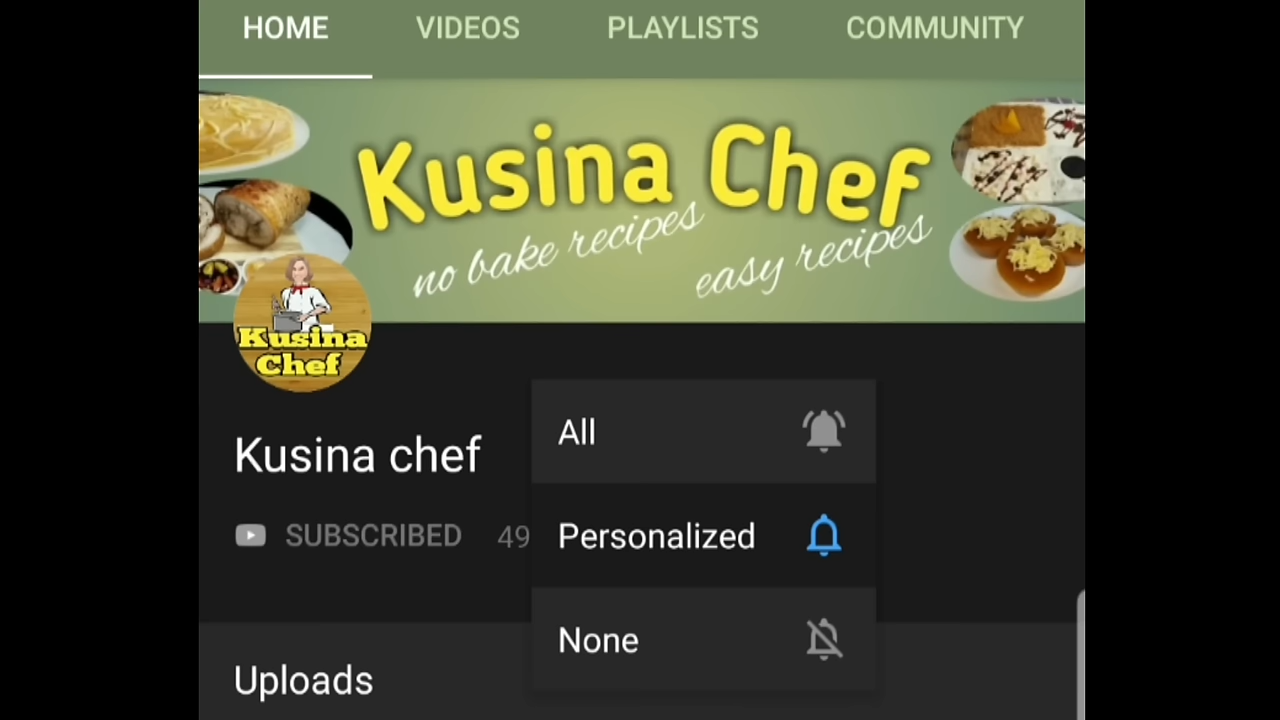 HOME VIDEOS PLAYLISTS COMMUNITY
Kusina Chef
no bake recipes
easy recipes
Kusina
Chef
Kusina chef
SUBSCRIBED 49
All
Personalized
None
Uploads